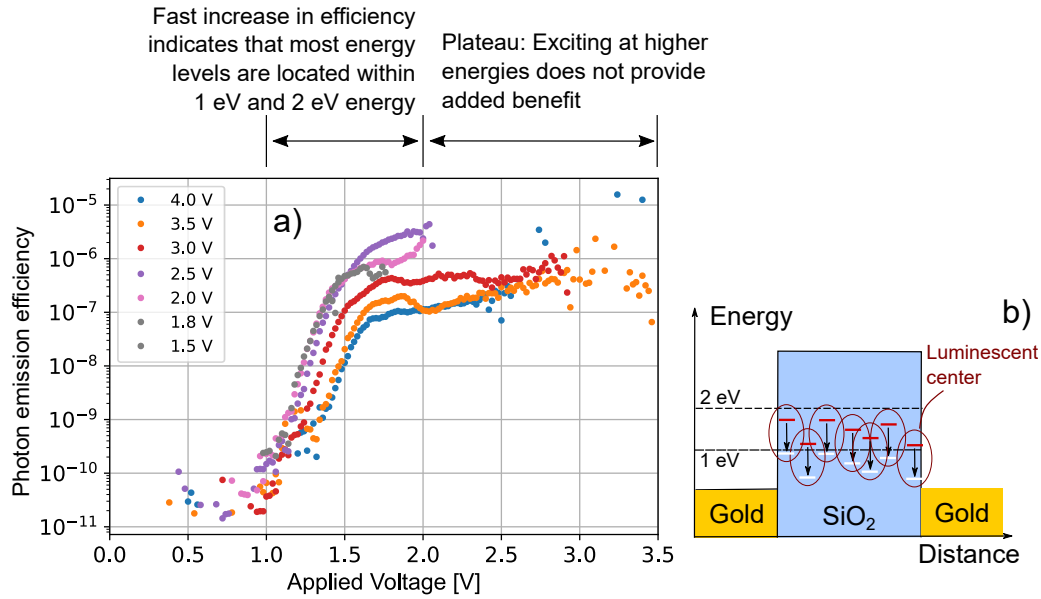 Fast increase in efficiency
indicates that most energy
levels are located within
1 eV and 2 eV energy
Plateau: Exciting at higher
energies does not provide
added benefit
a)
4.0 V
3.5 V
3.0 V
2.5 V
2.0 V
1.8 V
1.5 V
Photon emission efficiency
10⁻⁵
10⁻⁶
10⁻⁷
10⁻⁸
10⁻⁹
10⁻¹⁰
10⁻¹¹
0.0 0.5 1.0 1.5 2.0 2.5 3.0 3.5
Applied Voltage [V]
b)
Energy
Luminescent
center
2 eV
1 eV
Gold SiO₂ Gold
Distance